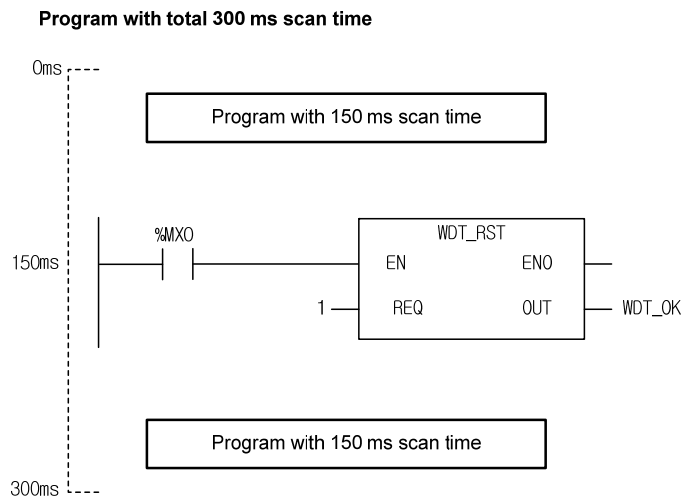 Program with total 300 ms scan time
0ms
Program with 150 ms scan time
%MX0
WDT_RST
150ms
EN
ENO
1
REQ
OUT
WDT_OK
Program with 150 ms scan time
300ms